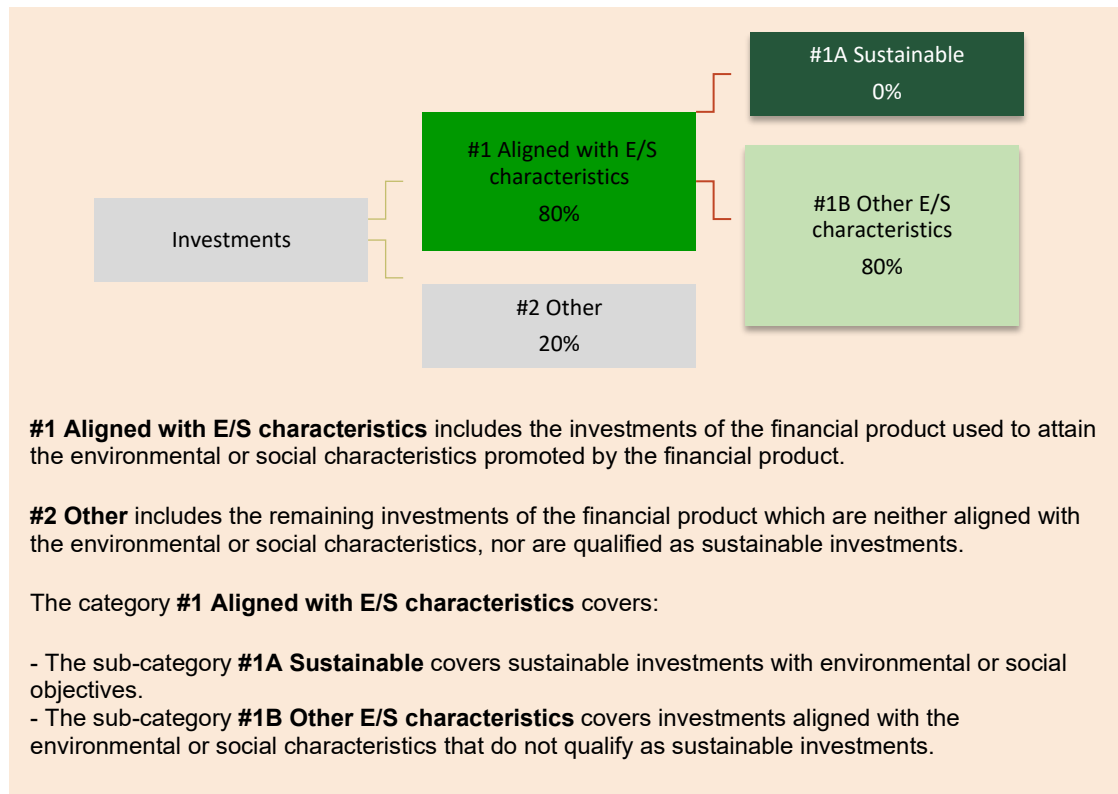 #1A Sustainable
0%
#1 Aligned with E/S
characteristics
80%
#1B Other E/S
characteristics
80%
Investments
#2 Other
20%
#1 Aligned with E/S characteristics includes the investments of the financial product used to attain
the environmental or social characteristics promoted by the financial product.
#2 Other includes the remaining investments of the financial product which are neither aligned with
the environmental or social characteristics, nor are qualified as sustainable investments.
The category #1 Aligned with E/S characteristics covers:
- The sub-category #1A Sustainable covers sustainable investments with environmental or social
objectives.
- The sub-category #1B Other E/S characteristics covers investments aligned with the
environmental or social characteristics that do not qualify as sustainable investments.